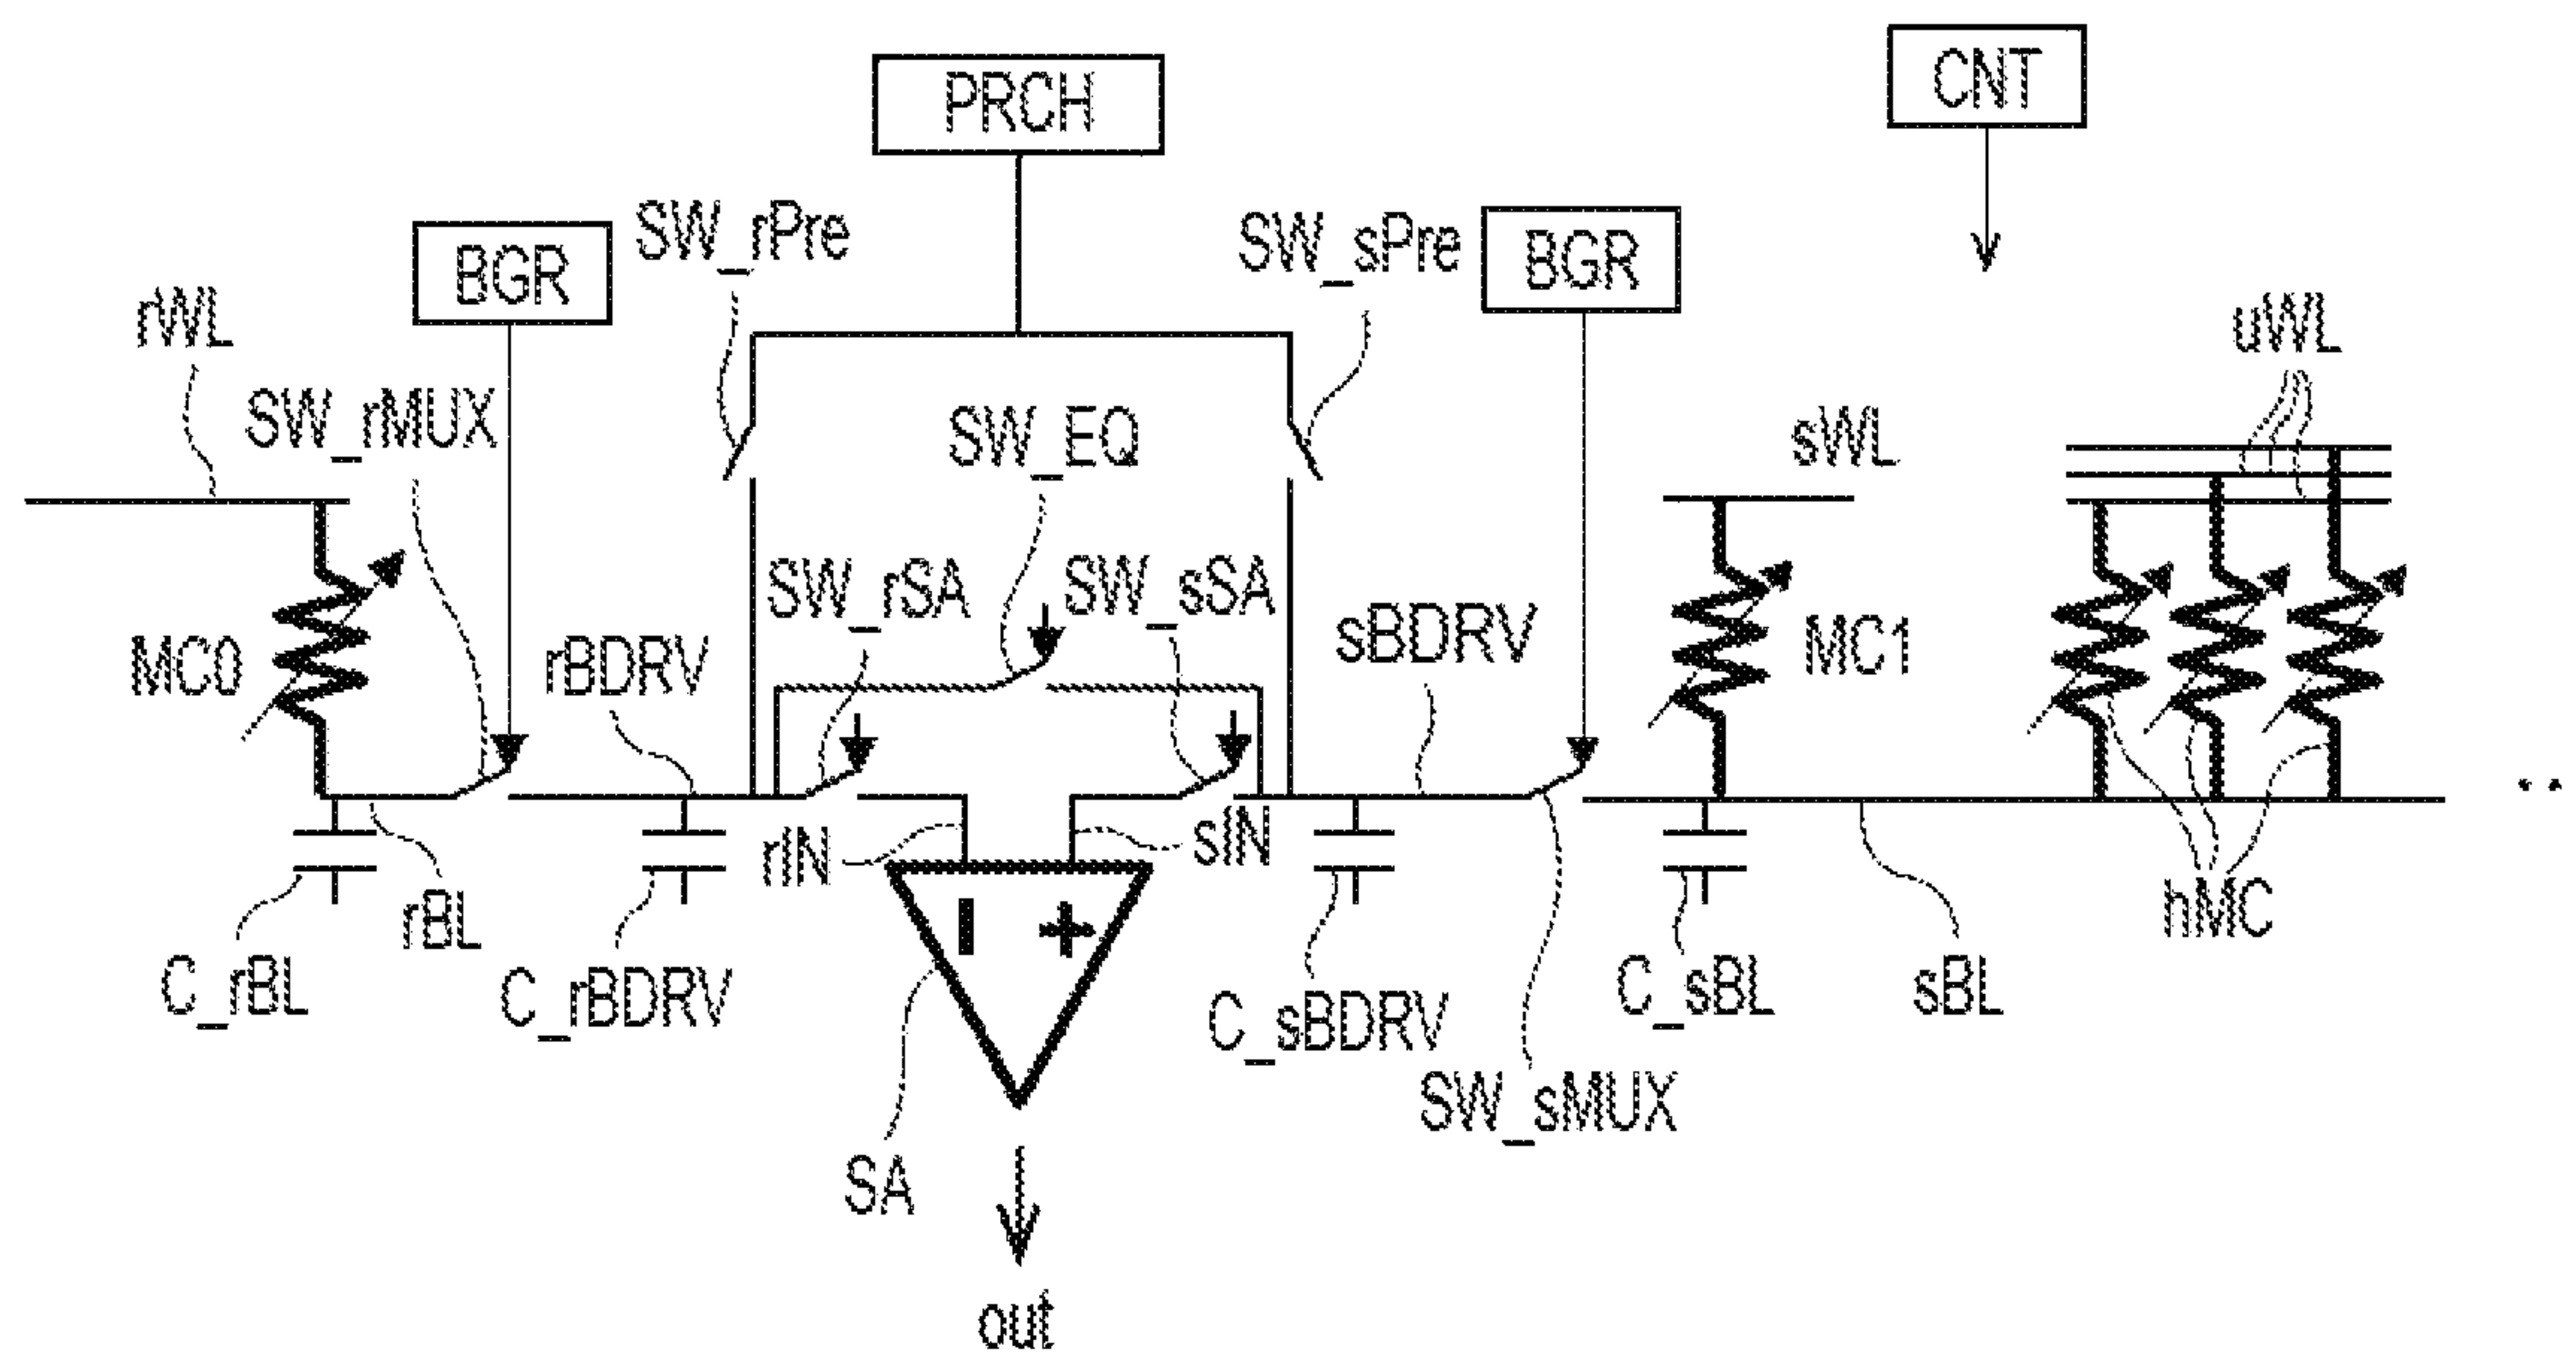 CNT
PRCH
SW_rPre
SW_sPre
BGR
BGR
rWL
uWL
SW_rMUX
SW_EQ
sWL
SW_rSA
SW_sSA
sBDRV
MC0
rBDRV
MC1
..
rIN
sIN
- +
rBL
hMC
C_rBL
C_rBDRV
C_sBDRV
C_sBL
sBL
SW_sMUX
SA
out